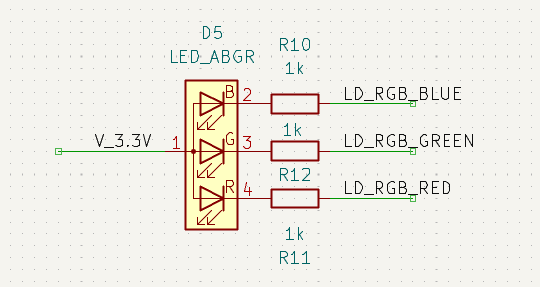 D5
LED_ABGR
R10
1k
B
2
LD_RGB_BLUE
V_3.3V
1
G
3
1k
LD_RGB_GREEN
R12
R
4
LD_RGB_RED
1k
R11